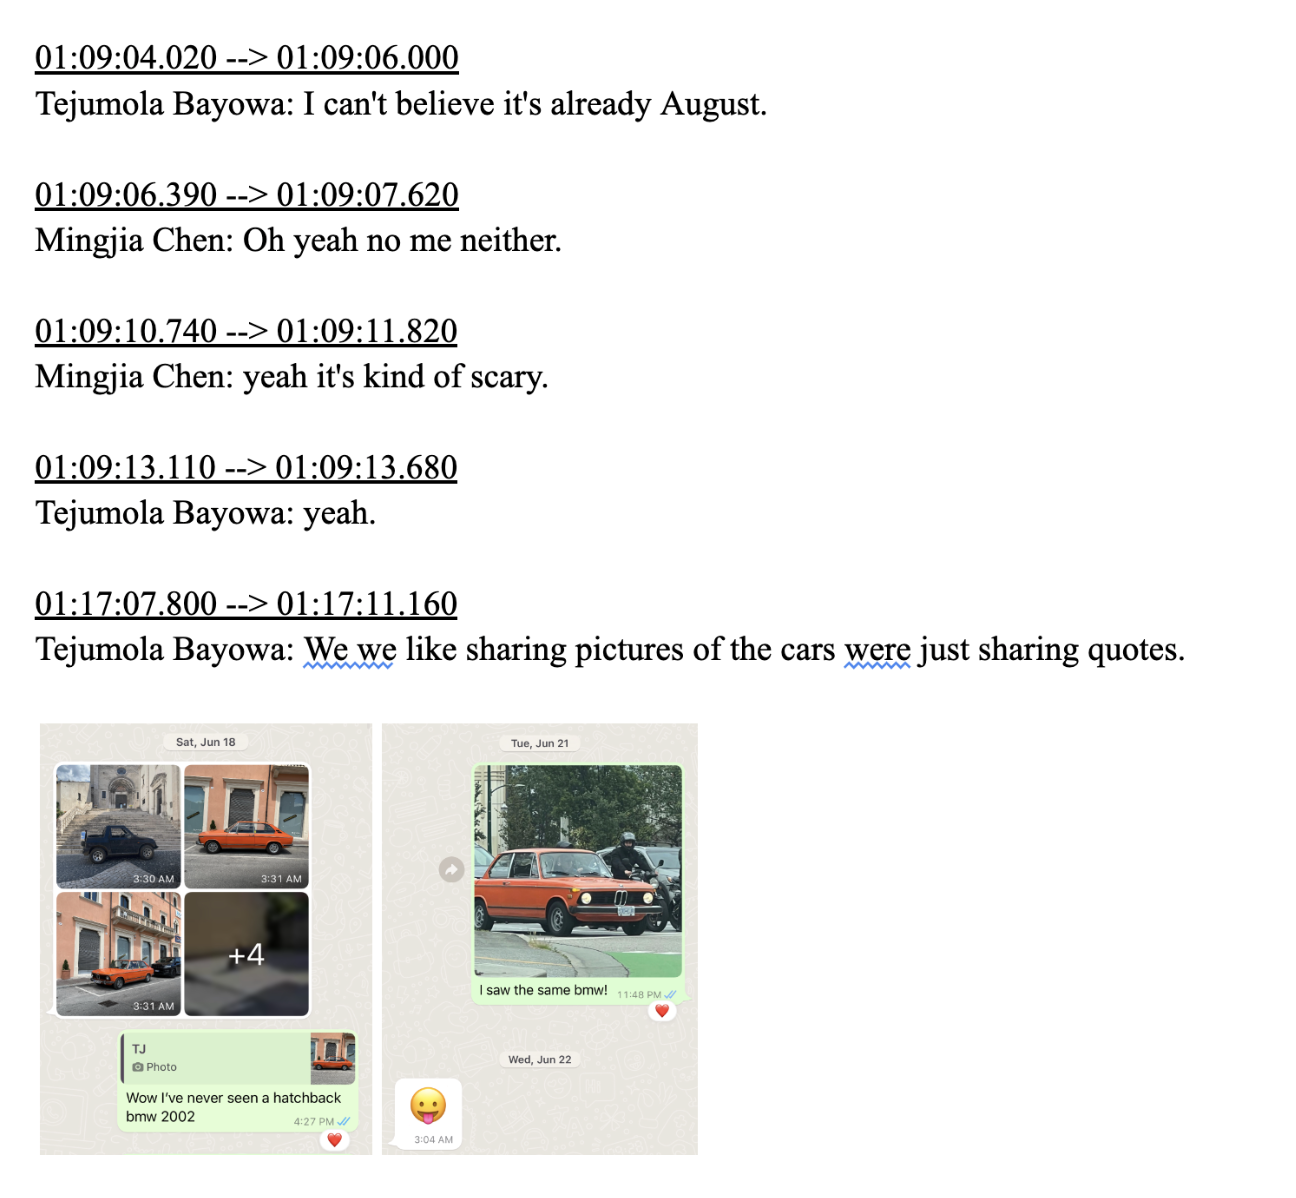 01:09:04.020 --> 01:09:06.000
Tejumola Bayowa: I can't believe it's already August.
01:09:06.390 --> 01:09:07.620
Mingjia Chen: Oh yeah no me neither.
01:09:10.740 --> 01:09:11.820
Mingjia Chen: yeah it's kind of scary.
01:09:13.110 --> 01:09:13.680
Tejumola Bayowa: yeah.
01:17:07.800 --> 01:17:11.160
Tejumola Bayowa: We we like sharing pictures of the cars were just sharing quotes.
Sat, Jun 18
3:30 AM
3:31 AM
3:31 AM
+4
TJ
Photo
Wow I've never seen a hatchback
bmw 2002
4:27 PM
Tue, Jun 21
I saw the same bmw!
11:48 PM
Wed, Jun 22
3:04 AM